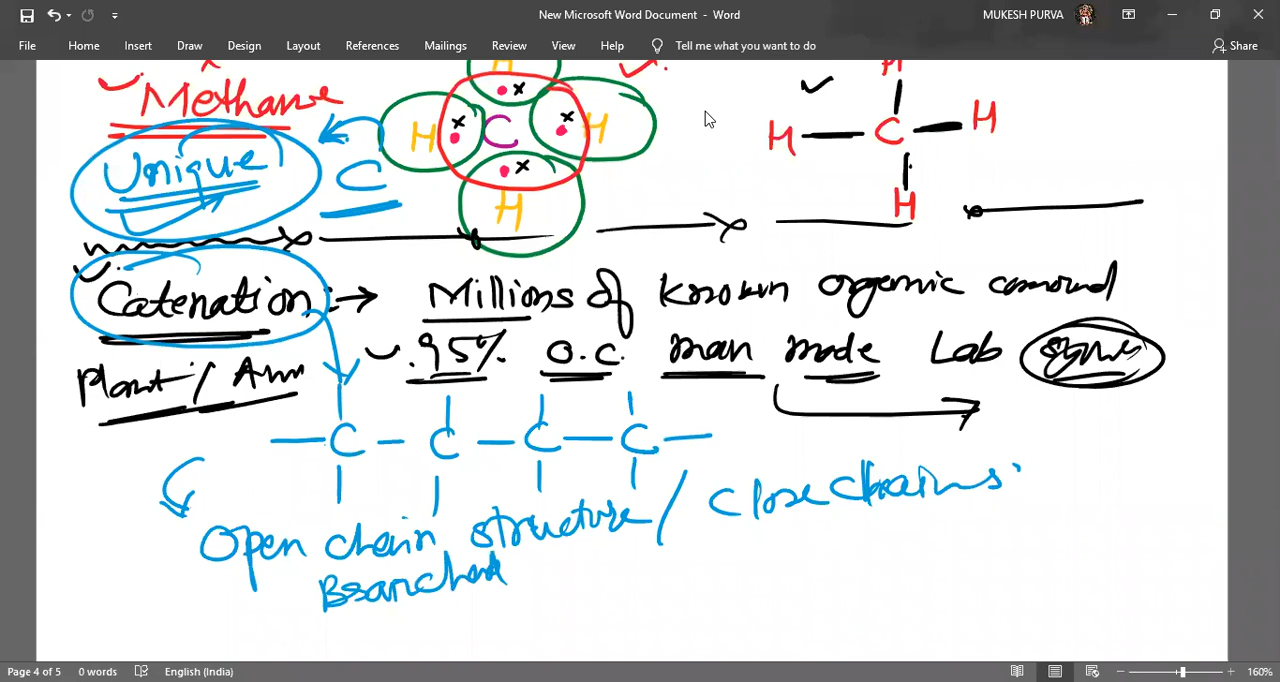 New Microsoft Word Document - Word
MUKESH PURVA
File Home Insert Draw Design Layout References Mailings Review View Help Tell me what you want to do Share
H
H
Methane
H C H
H C H
Unique C
H
H
Catenation :→ Millions of known organic
95% O.C. man made Lab
Plant /
C C C C
Open chain structure / Close chains
Branched
Page 4 of 5 0 words English (India) 160%